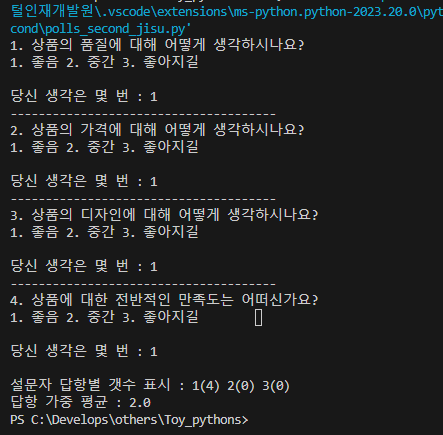 털인재개발원\.vscode\extensions\ms-python.python-2023.20.0\pyt
cond\polls_second_jisu.py'
1. 상품의 품질에 대해 어떻게 생각하시나요?
1. 좋음 2. 중간 3. 좋아지길
당신 생각은 몇 번 : 1
---------------------------------------
2. 상품의 가격에 대해 어떻게 생각하시나요?
1. 좋음 2. 중간 3. 좋아지길
당신 생각은 몇 번 : 1
---------------------------------------
3. 상품의 디자인에 대해 어떻게 생각하시나요?
1. 좋음 2. 중간 3. 좋아지길
당신 생각은 몇 번 : 1
---------------------------------------
4. 상품에 대한 전반적인 만족도는 어떠신가요?
1. 좋음 2. 중간 3. 좋아지길
당신 생각은 몇 번 : 1
설문자 답항별 갯수 표시 : 1(4) 2(0) 3(0)
답항 가중 평균 : 2.0
PS C:\Develops\others\Toy_pythons>